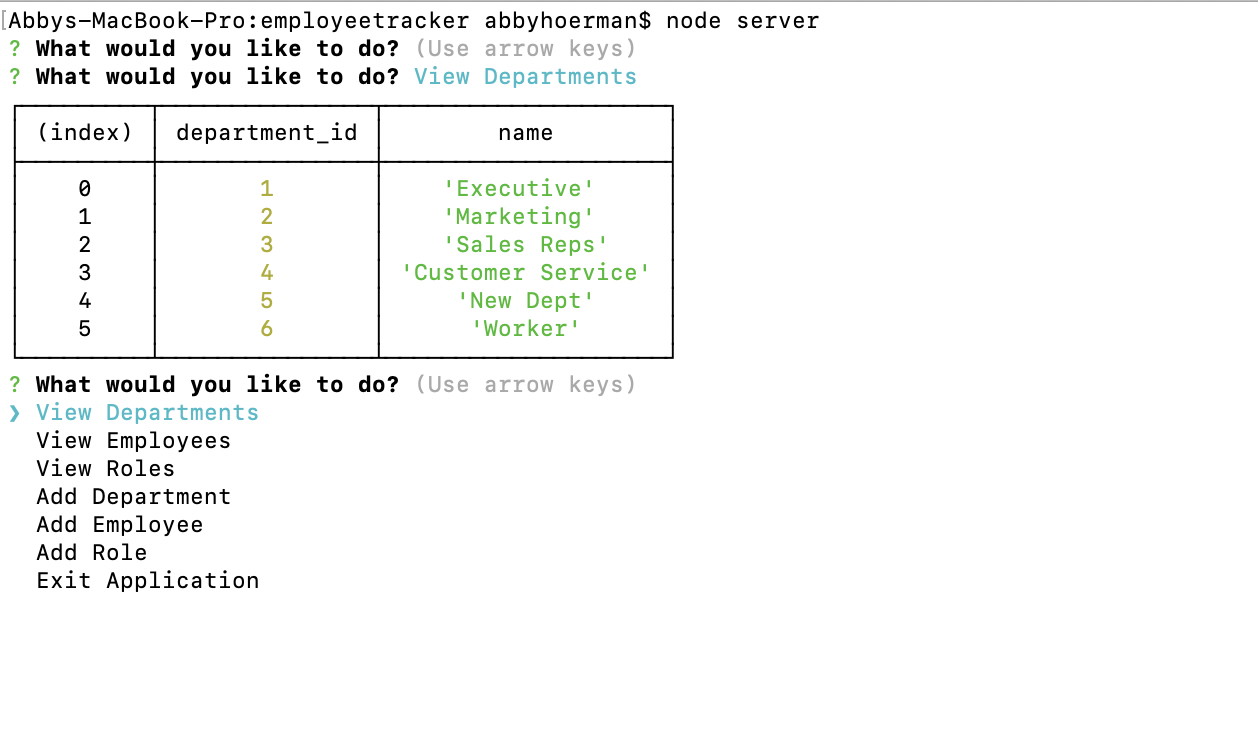 [Abbys-MacBook-Pro:employeetracker abbyhoerman$ node server
? What would you like to do? (Use arrow keys)
? What would you like to do? View Departments
(index) department_id name
0 1 'Executive'
1 2 'Marketing'
2 3 'Sales Reps'
3 4 'Customer Service'
4 5 'New Dept'
5 6 'Worker'
? What would you like to do? (Use arrow keys)
❯ View Departments
View Employees
View Roles
Add Department
Add Employee
Add Role
Exit Application